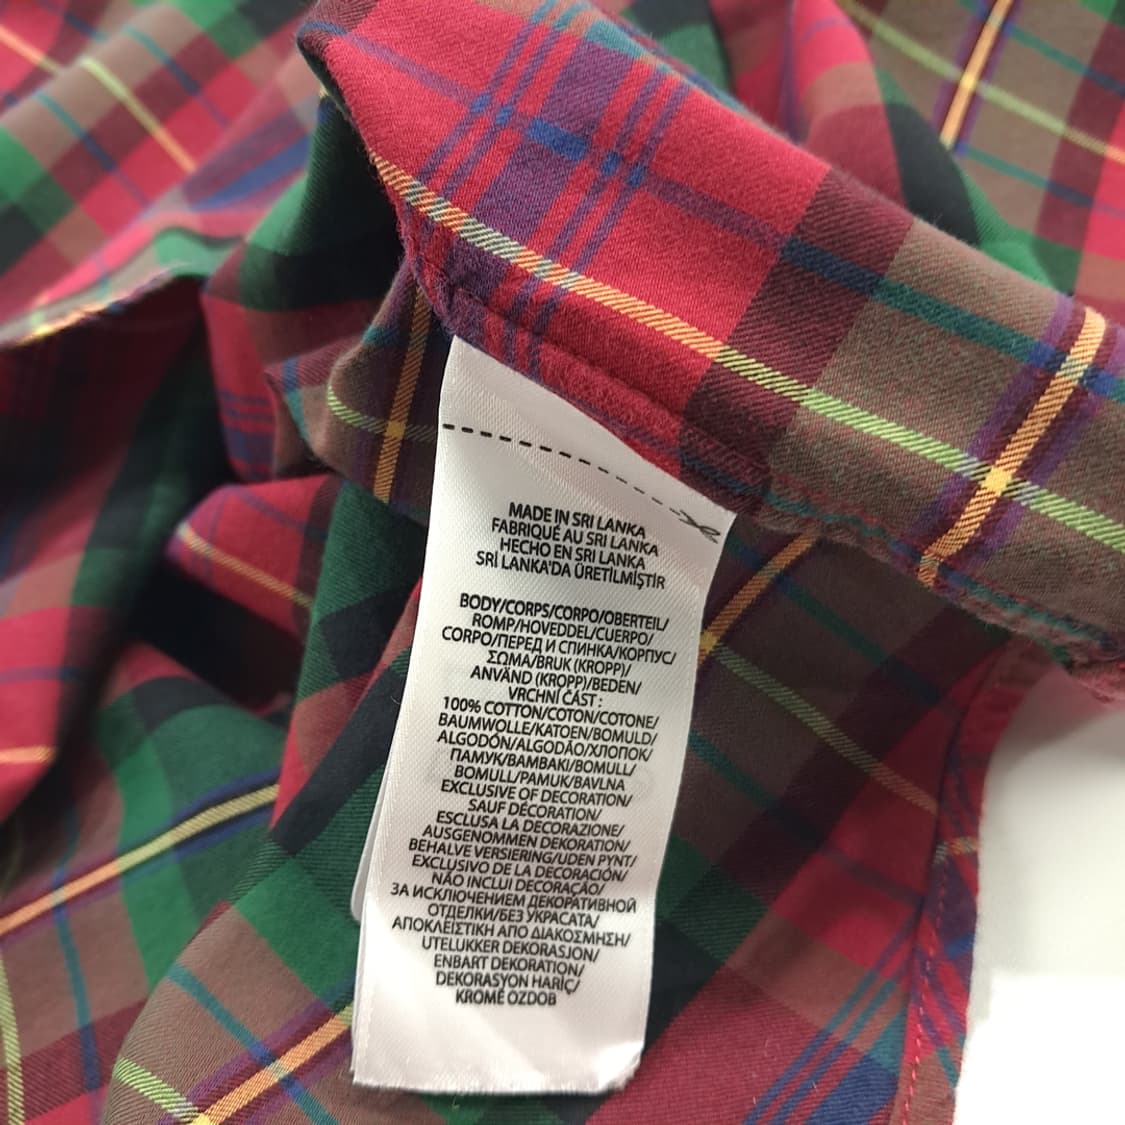 MADE IN SRI LANKA
FABRIQUÉ AU SRI LANKA
HECHO EN SRI LANKA
SRİ LANKA'DA ÜRETİLMİŞTİR
BODY/CORPS/CORPO/OBERTEIL/
ROMP/HOVEDDEL/CUERPO/
CORPO/ПЕРЕД И СПИНКА/КОРПУС/
ΣΩΜΑ/BRUK (KROPP)/
ANVÄND (KROPP)/BEDEN/
VRCHNÍ ČÁST :
100% COTTON/COTON/COTONE/
BAUMWOLLE/KATOEN/BOMULD/
ALGODÓN/ALGODÃO/ХЛОПОК/
ПАМУК/ΒΑΜΒΑΚΙ/BOMULL/
BOMULL/PAMUK/BAVLNA
EXCLUSIVE OF DECORATION/
SAUF DÉCORATION/
ESCLUSA LA DECORAZIONE/
AUSGENOMMEN DEKORATION/
BEHALVE VERSIERING/UDEN PYNT/
EXCLUSIVO DE LA DECORACIÓN/
NÃO INCLUI DECORAÇÃO/
ЗА ИСКЛЮЧЕНИЕМ ДЕКОРАТИВНОЙ
ОТДЕЛКИ/БЕЗ УКРАСАТА/
ΑΠΟΚΛΕΙΣΤΙΚΗ ΑΠΟ ΔΙΑΚΟΣΜΗΣΗ/
UTELUKKER DEKORASJON/
ENBART DEKORATION/
DEKORASYON HARİÇ/
KROMĚ OZDOB